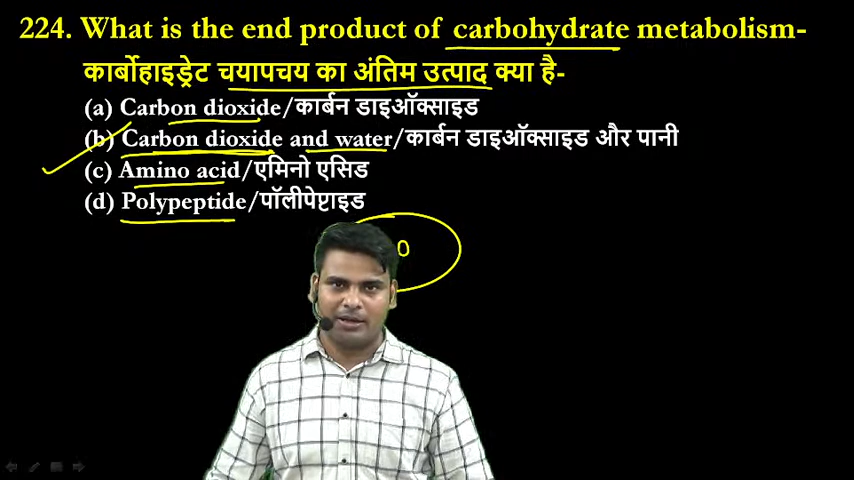 224. What is the end product of carbohydrate metabolism-
कार्बोहाइड्रेट चयापचय का अंतिम उत्पाद क्या है-
(a) Carbon dioxide/कार्बन डाइऑक्साइड
(b) Carbon dioxide and water/कार्बन डाइऑक्साइड और पानी
(c) Amino acid/एमिनो एसिड
(d) Polypeptide/पॉलीपेप्टाइड